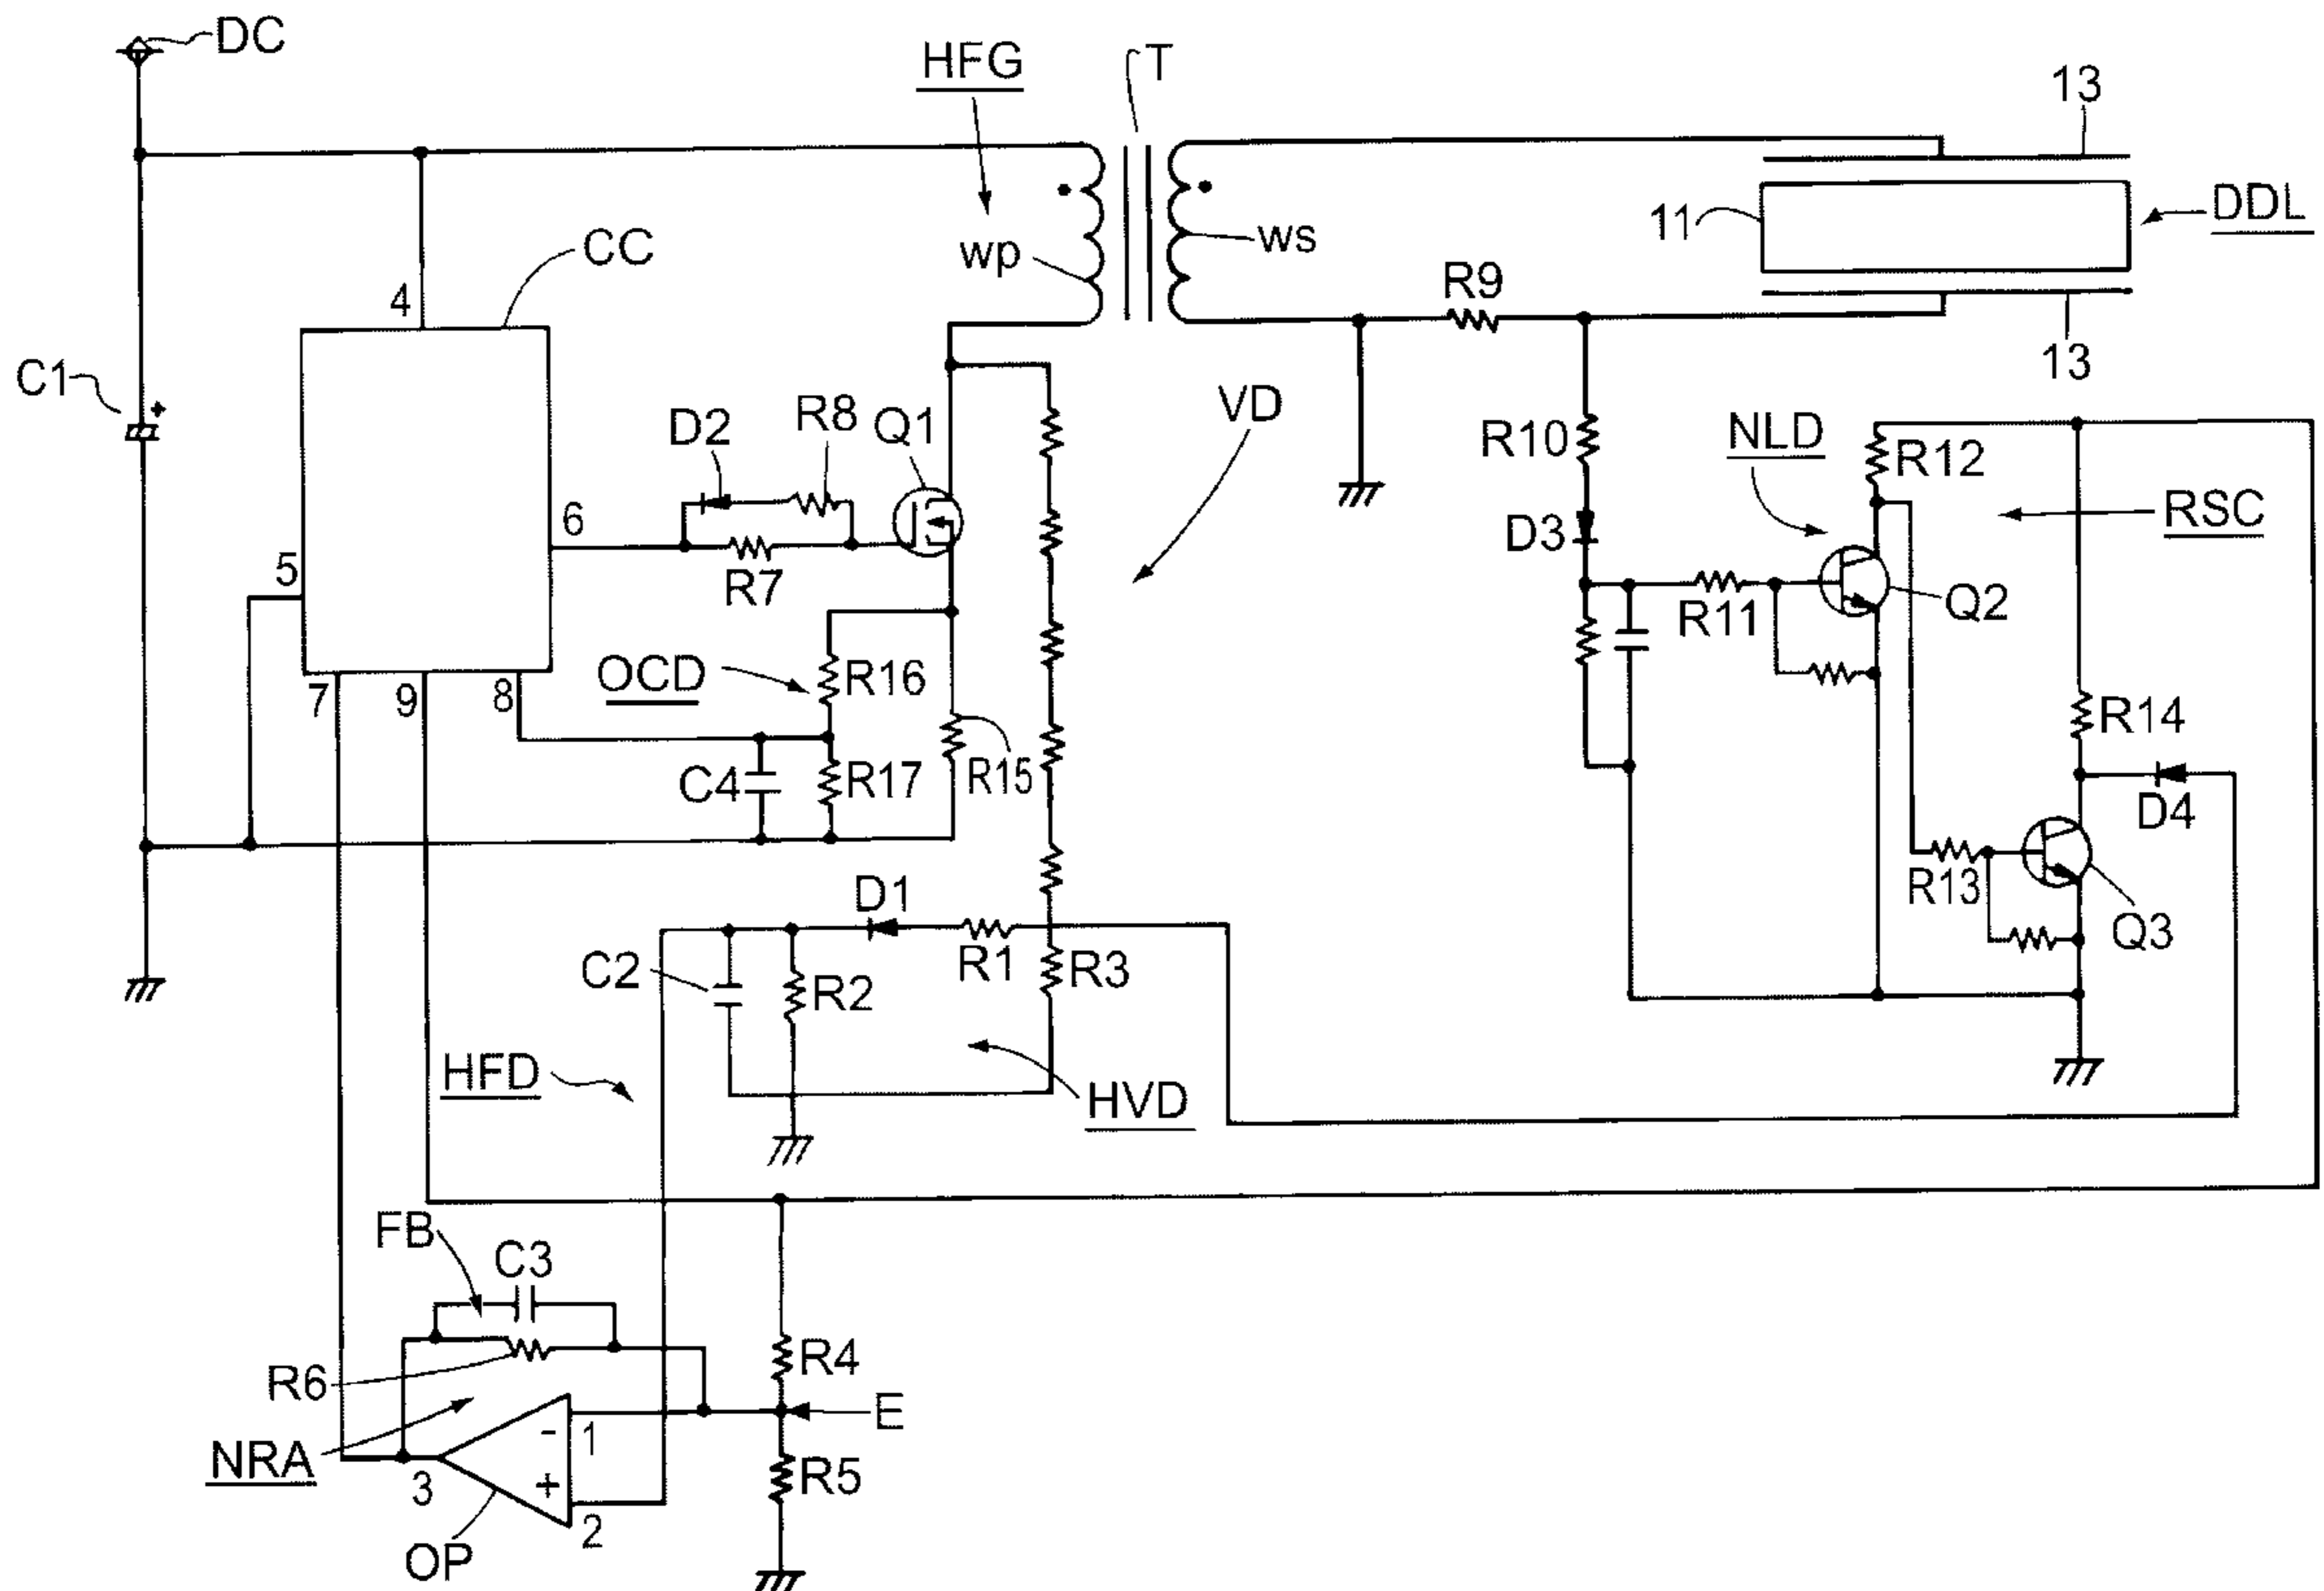 DC
HFG
T
13
11
DDL
CC
wp
ws
R9
4
13
C1
VD
D2
R8
Q1
R10
NLD
R12
RSC
6
5
R7
D3
R11
Q2
OCD
R16
7
9
8
R14
C4
R17
R15
D4
D1
R13
Q3
C2
R2
R1
R3
HFD
HVD
FB
C3
R4
R6
E
NRA
-
1
+
R5
3
2
OP
+